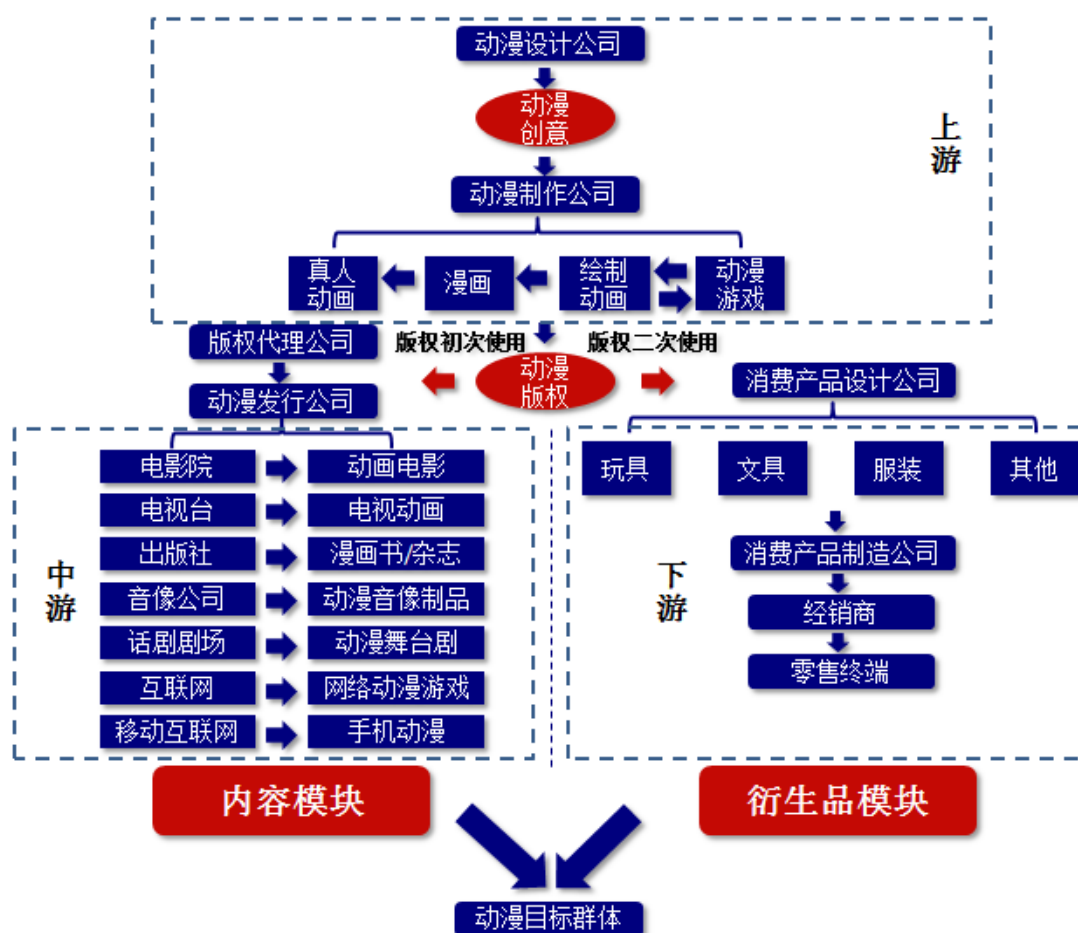 动漫设计公司
动漫
创意
上
游
动漫制作公司
真人
动画
漫画
绘制
动画
动漫
游戏
版权代理公司
版权初次使用
版权二次使用
动漫
版权
动漫发行公司
消费产品设计公司
中
游
电影院
动画电影
电视台
电视动画
出版社
漫画书/杂志
音像公司
动漫音像制品
话剧剧场
动漫舞台剧
互联网
网络动漫游戏
移动互联网
手机动漫
玩具
文具
服装
其他
下
游
消费产品制造公司
经销商
零售终端
内容模块
衍生品模块
动漫目标群体